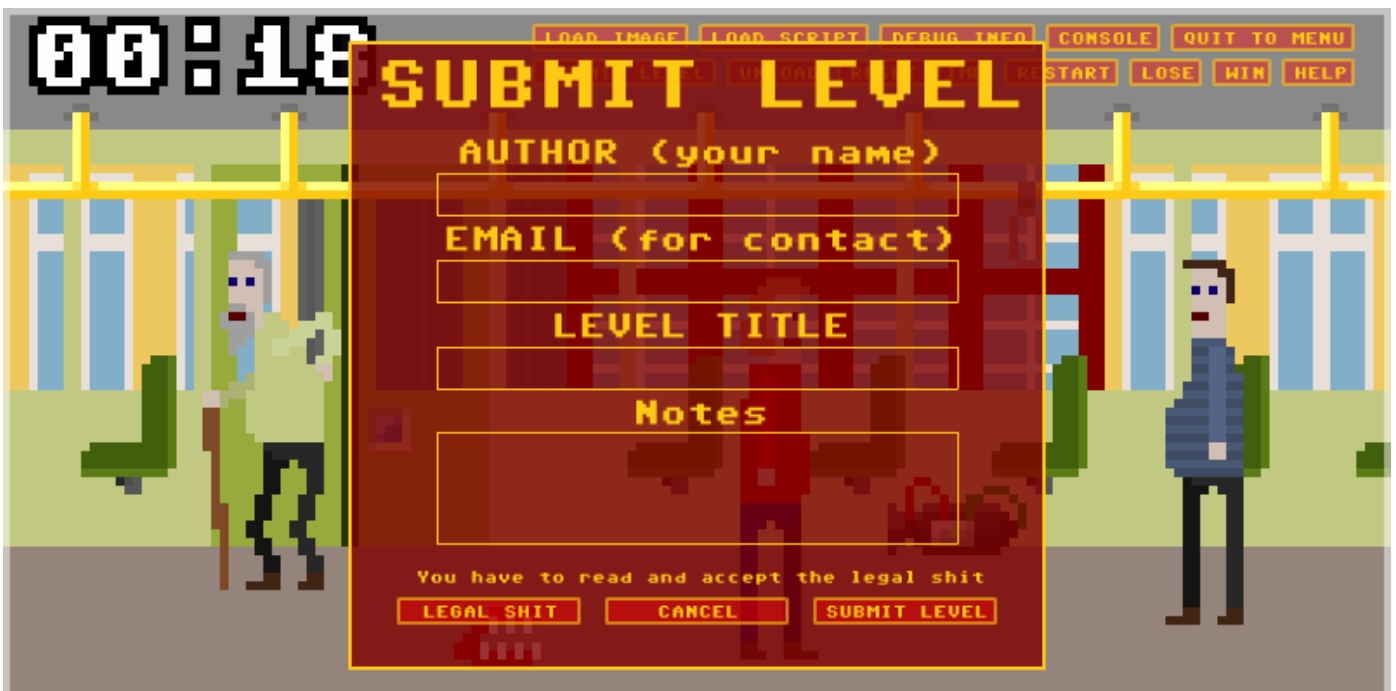 00:18
LOAD IMAGE LOAD SCRIPT DEBUG INFO CONSOLE QUIT TO MENU
LEVEL RESTART LOSE WIN HELP
SUBMIT LEVEL
AUTHOR (your name)
EMAIL (for contact)
LEVEL TITLE
Notes
You have to read and accept the legal shit
LEGAL SHIT CANCEL SUBMIT LEVEL